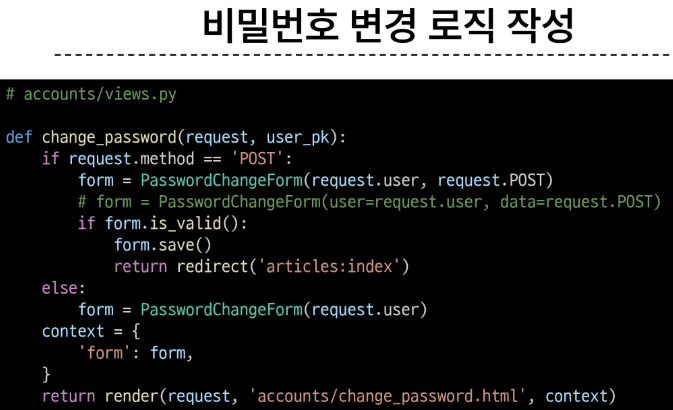 비밀번호 변경 로직 작성
# accounts/views.py
def change_password(request, user_pk):
    if request.method == 'POST':
        form = PasswordChangeForm(request.user, request.POST)
        # form = PasswordChangeForm(user=request.user, data=request.POST)
        if form.is_valid():
            form.save()
            return redirect('articles:index')
    else:
        form = PasswordChangeForm(request.user)
    context = {
        'form': form,
    }
    return render(request, 'accounts/change_password.html', context)